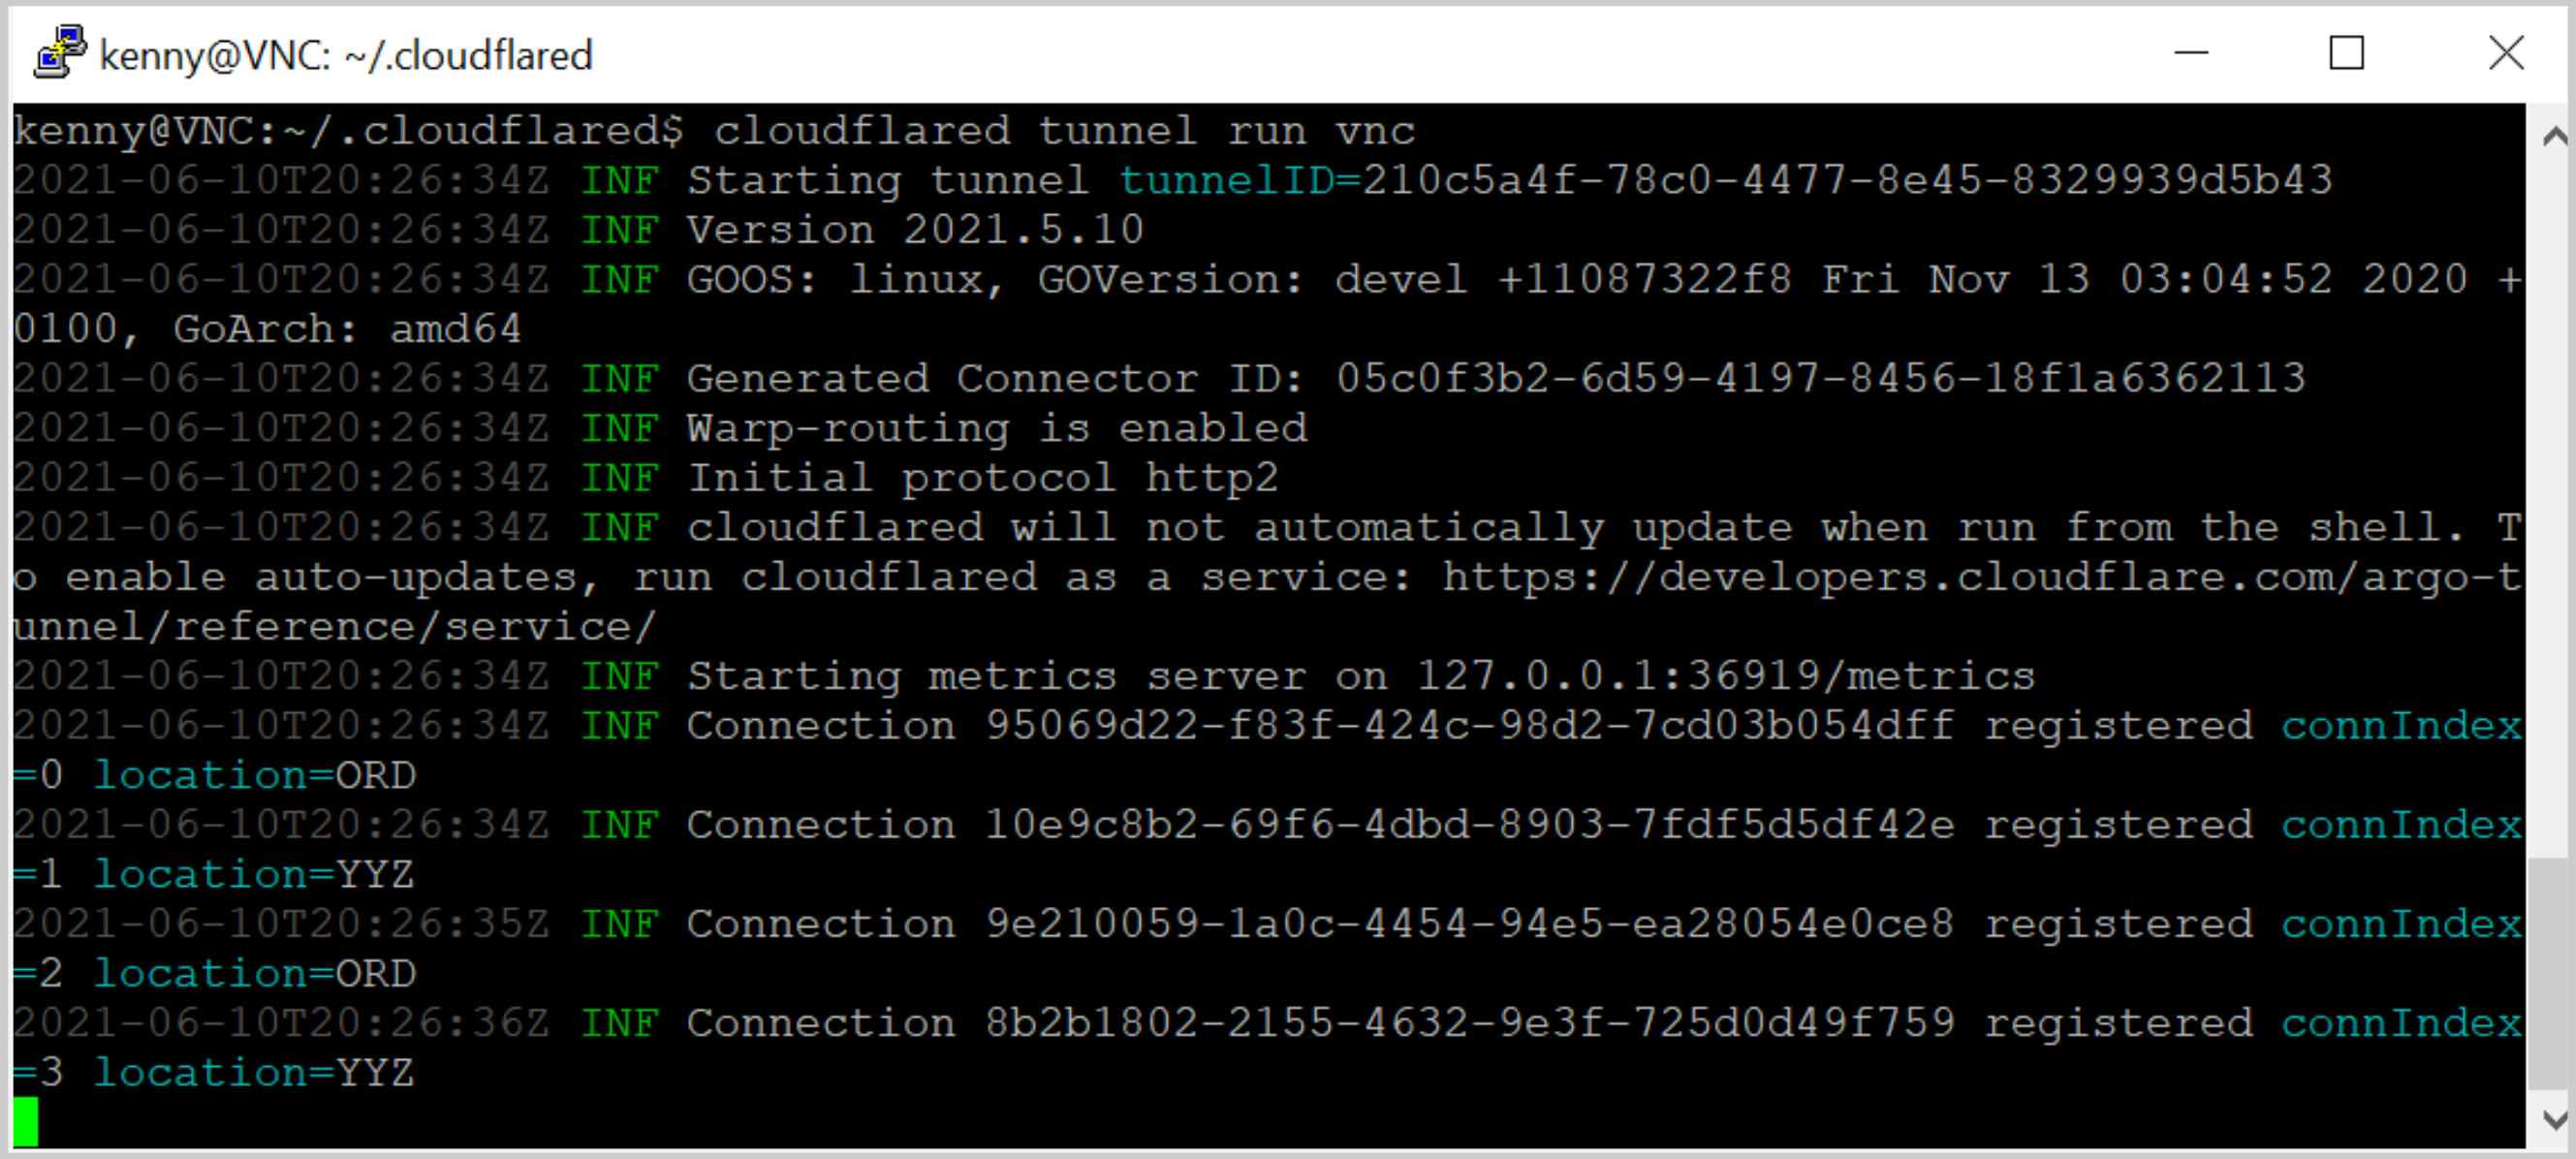 kenny@VNC: ~/.cloudflared
kenny@VNC:~/.cloudflared$ cloudflared tunnel run vnc
2021-06-10T20:26:34Z INF Starting tunnel tunnelID=210c5a4f-78c0-4477-8e45-8329939d5b43
2021-06-10T20:26:34Z INF Version 2021.5.10
2021-06-10T20:26:34Z INF GOOS: linux, GOVersion: devel +11087322f8 Fri Nov 13 03:04:52 2020 +
0100, GoArch: amd64
2021-06-10T20:26:34Z INF Generated Connector ID: 05c0f3b2-6d59-4197-8456-18f1a6362113
2021-06-10T20:26:34Z INF Warp-routing is enabled
2021-06-10T20:26:34Z INF Initial protocol http2
2021-06-10T20:26:34Z INF cloudflared will not automatically update when run from the shell. T
o enable auto-updates, run cloudflared as a service: https://developers.cloudflare.com/argo-t
unnel/reference/service/
2021-06-10T20:26:34Z INF Starting metrics server on 127.0.0.1:36919/metrics
2021-06-10T20:26:34Z INF Connection 95069d22-f83f-424c-98d2-7cd03b054dff registered connIndex
=0 location=ORD
2021-06-10T20:26:34Z INF Connection 10e9c8b2-69f6-4dbd-8903-7fdf5d5df42e registered connIndex
=1 location=YYZ
2021-06-10T20:26:35Z INF Connection 9e210059-1a0c-4454-94e5-ea28054e0ce8 registered connIndex
=2 location=ORD
2021-06-10T20:26:36Z INF Connection 8b2b1802-2155-4632-9e3f-725d0d49f759 registered connIndex
=3 location=YYZ